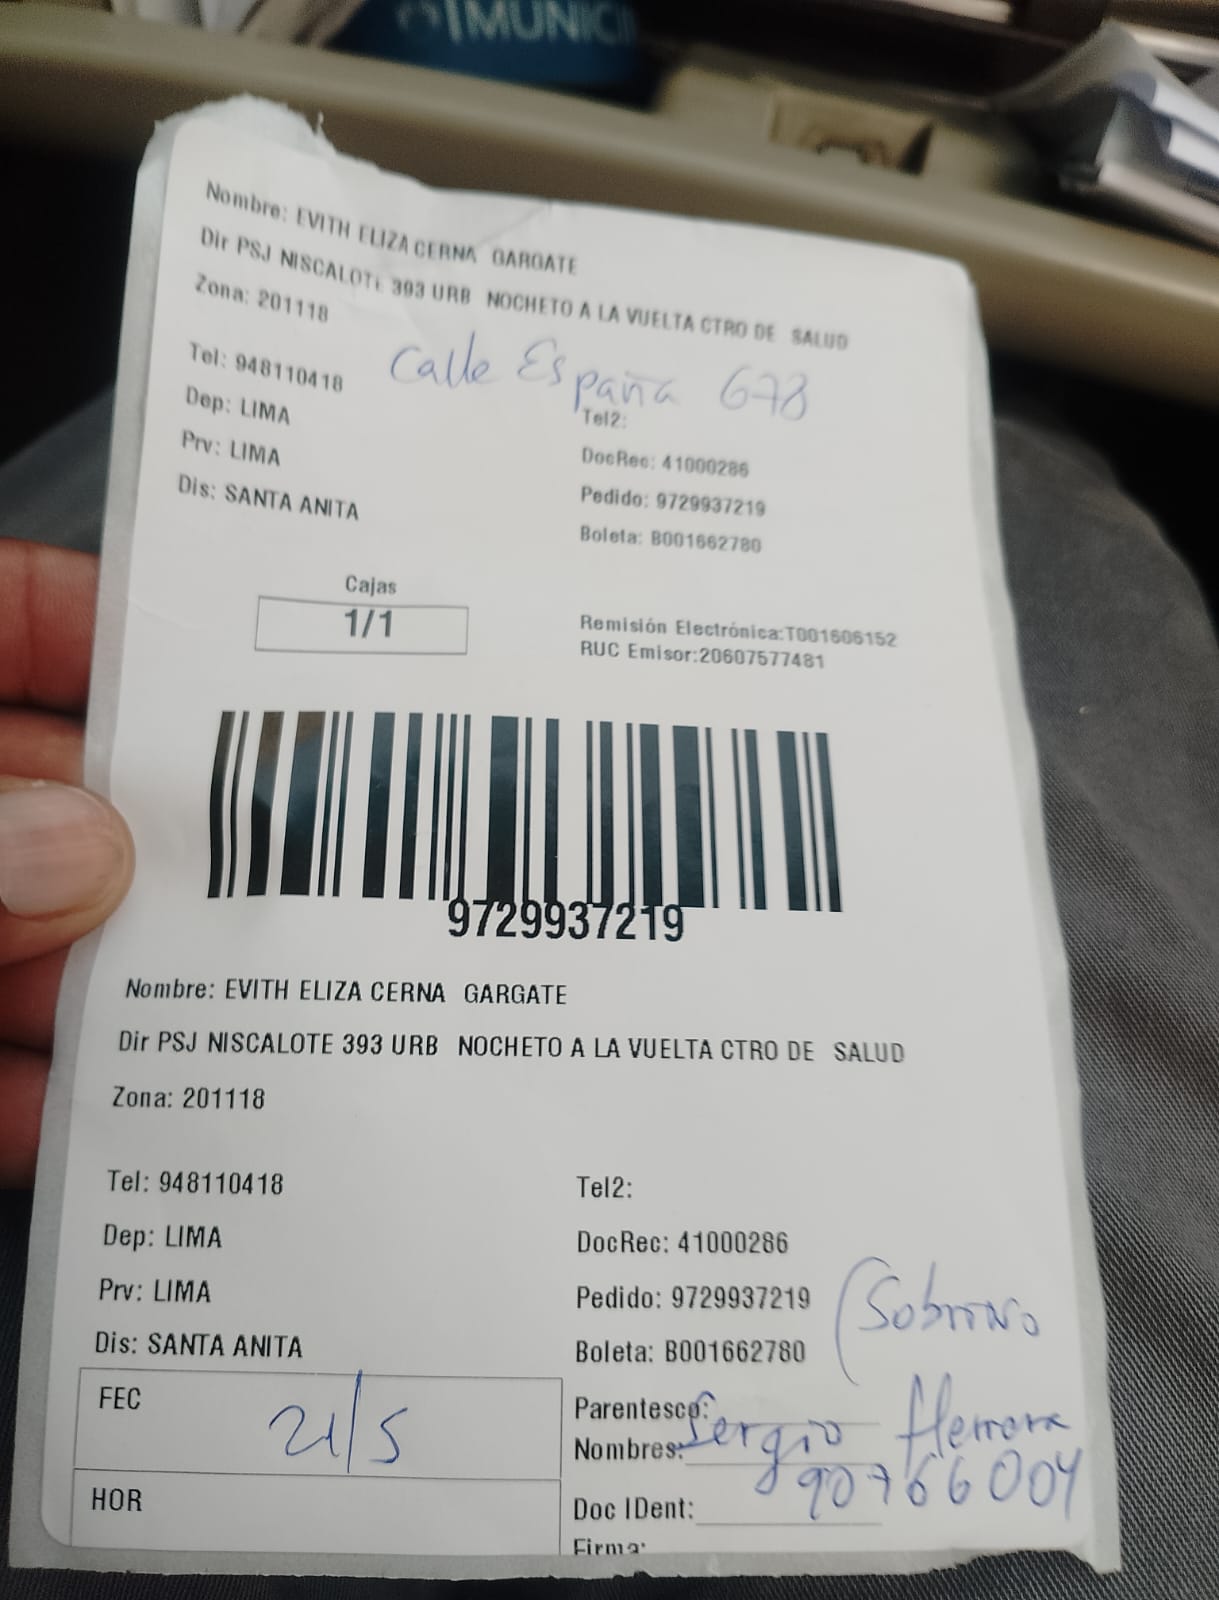 MUNICI
Nombre: EVITH ELIZA CERNA GARGATE
Dir PSJ NISCALOTE 393 URB NOCHETO A LA VUELTA CTRO DE SALUD
Zona: 201118
Calle España 678
Tel: 948110418
Tel2:
Dep: LIMA
DocRec: 41000286
Prv: LIMA
Pedido: 9729937219
Dis: SANTA ANITA
Boleta: B001662780
Cajas
1/1
Remisión Electrónica:T001606152
RUC Emisor:20607577481
9729937219
Nombre: EVITH ELIZA CERNA GARGATE
Dir PSJ NISCALOTE 393 URB NOCHETO A LA VUELTA CTRO DE SALUD
Zona: 201118
Tel: 948110418
Tel2:
Dep: LIMA
DocRec: 41000286
Prv: LIMA
Pedido: 9729937219
(Sobrino
Dis: SANTA ANITA
Boleta: B001662780
FEC
21/5
Parentesco:
Nombres: Sergio Herrera
HOR
Doc IDent: 90766004
Firma: